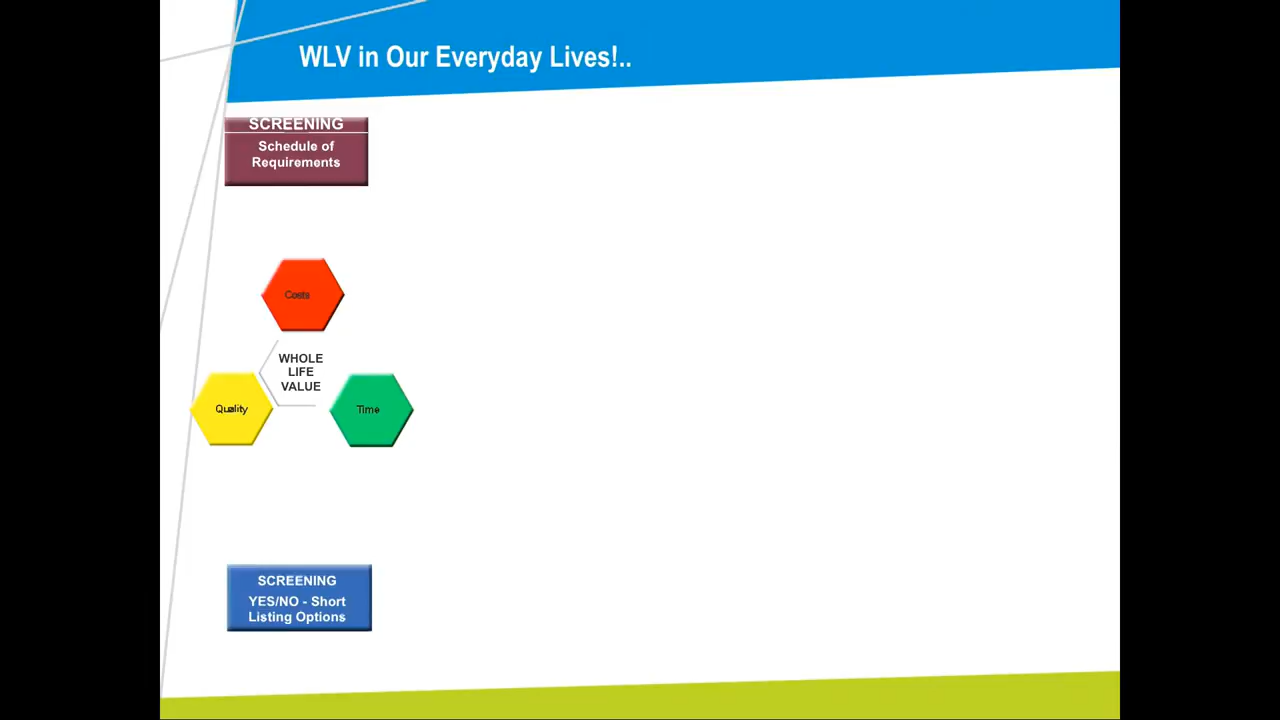 WLV in Our Everyday Lives!..
SCREENING
Schedule of
Requirements
Costs
WHOLE
LIFE
VALUE
Quality
Time
SCREENING
YES/NO - Short
Listing Options